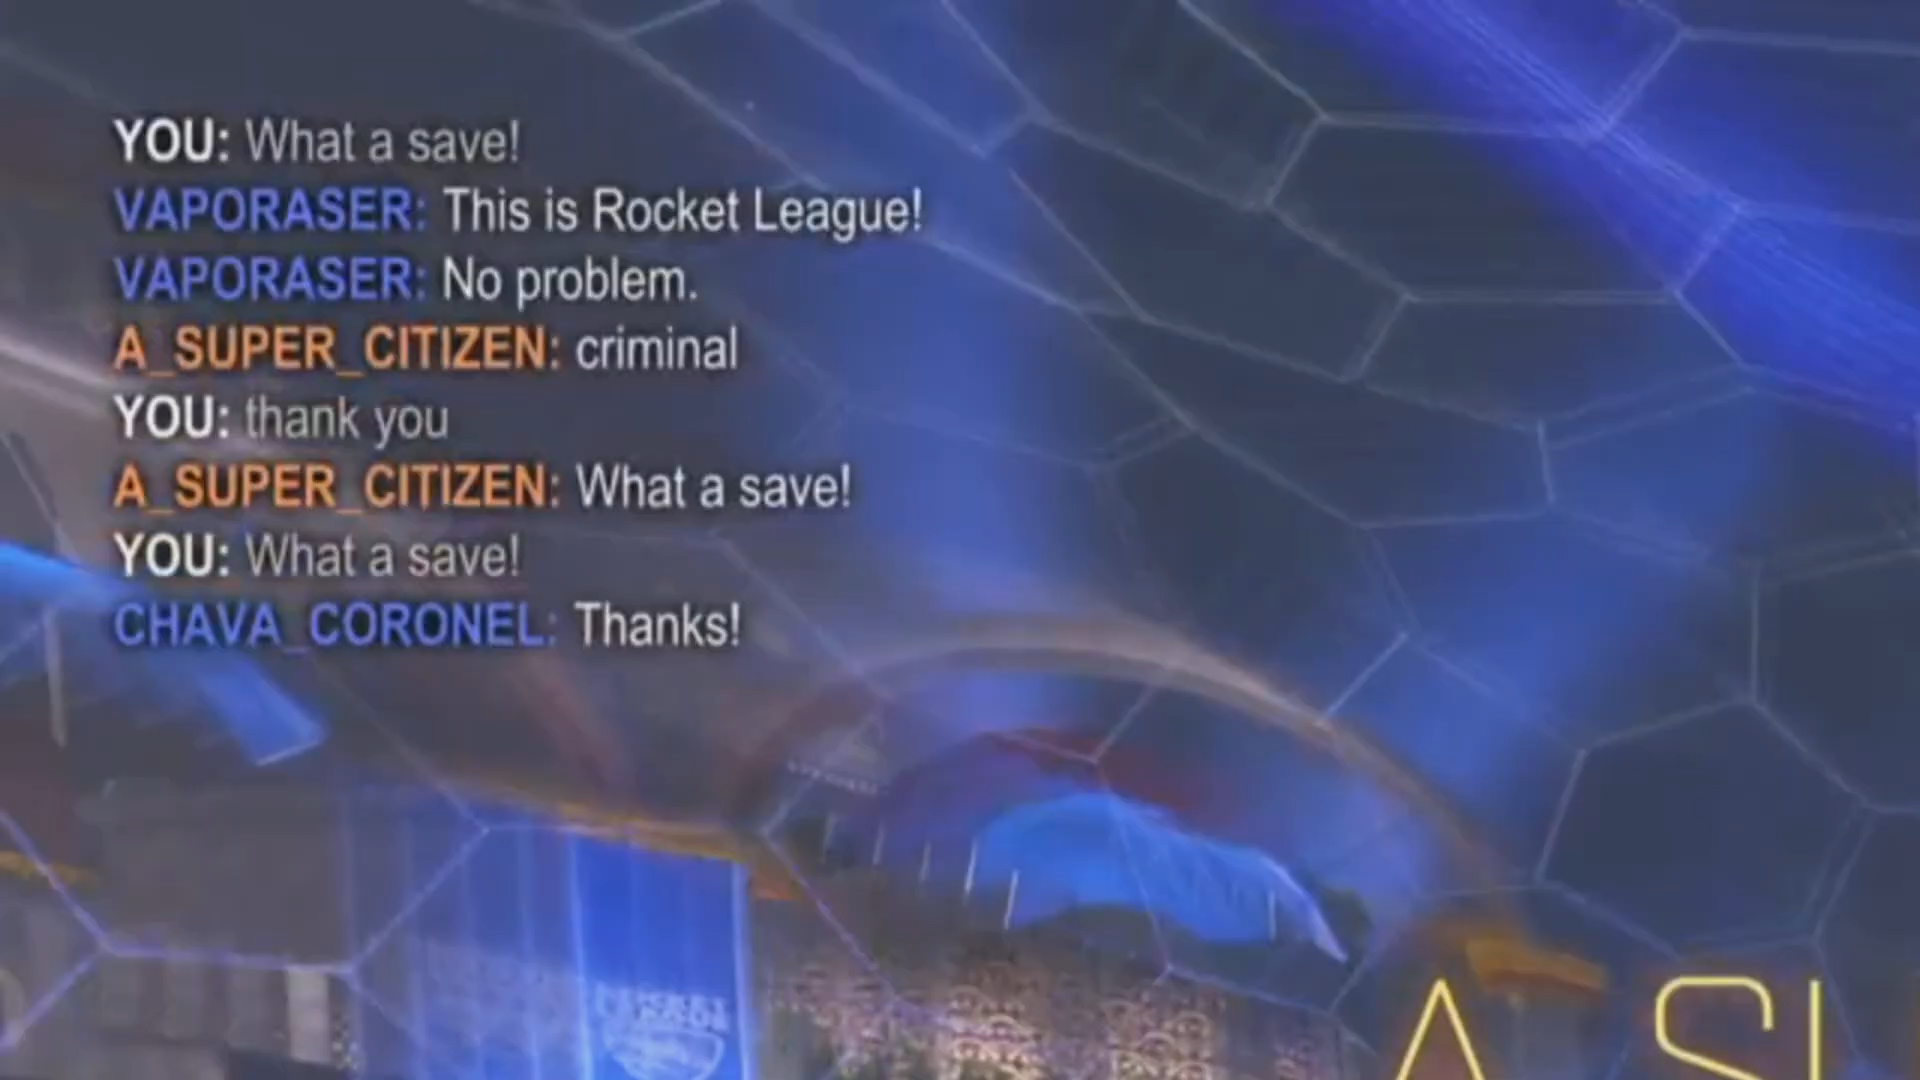 YOU: What a save!
VAPORASER: This is Rocket League!
VAPORASER: No problem.
A_SUPER_CITIZEN: criminal
YOU: thank you
A_SUPER_CITIZEN: What a save!
YOU: What a save!
CHAVA_CORONEL: Thanks!
A SU